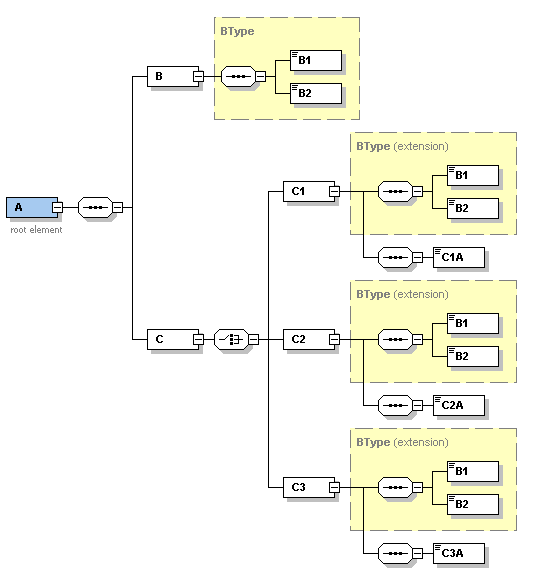 BType
B
B1
B2
A
root element
BType (extension)
C1
B1
B2
C1A
C
BType (extension)
C2
B1
B2
C2A
BType (extension)
C3
B1
B2
C3A